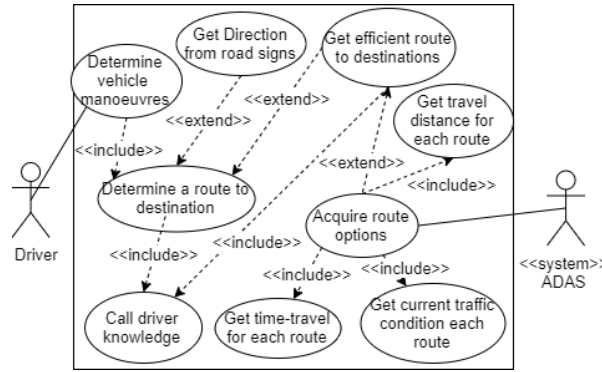 Get Direction
from road signs
Get efficient route
to destinations
Determine
vehicle
manoeuvres
Get travel
distance for
each route
<<extend>>
<<extend>>
<<include>>
<<extend>>
<<include>>
Determine a route to
destination
Acquire route
options
Driver
<<include>>
<<include>>
<<include>>
<<include>>
<<system>>
ADAS
Call driver
knowledge
Get time-travel
for each route
Get current traffic
condition each
route